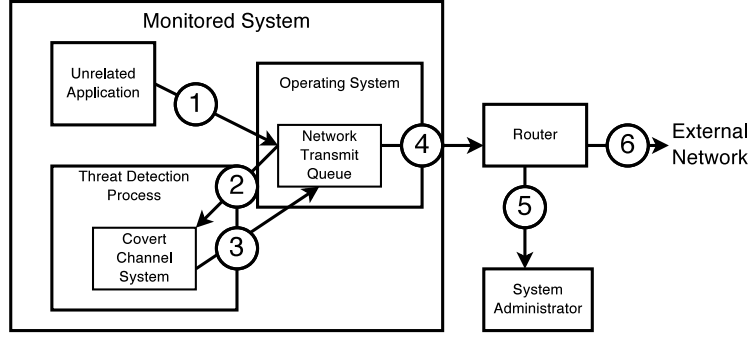 Monitored System
Unrelated
Application
1
Operating System
Network
Transmit
Queue
4
Router
6
External
Network
Threat Detection
Process
2
Covert
Channel
System
3
5
System
Administrator